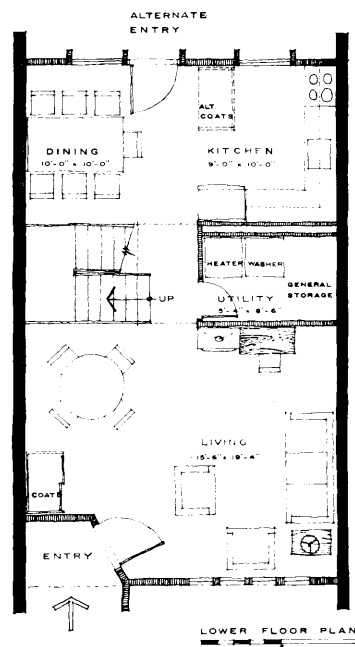 ALTERNATE
ENTRY
ALT.
COATS
DINING
10'-0" x 10'-0"
KITCHEN
9'-0" x 10'-0"
HEATER WASHER
GENERAL
STORAGE
UP
UTILITY
5'-4" x 8'-6"
LIVING
15'-6" x 19'-4"
COATS
ENTRY
LOWER FLOOR PLAN